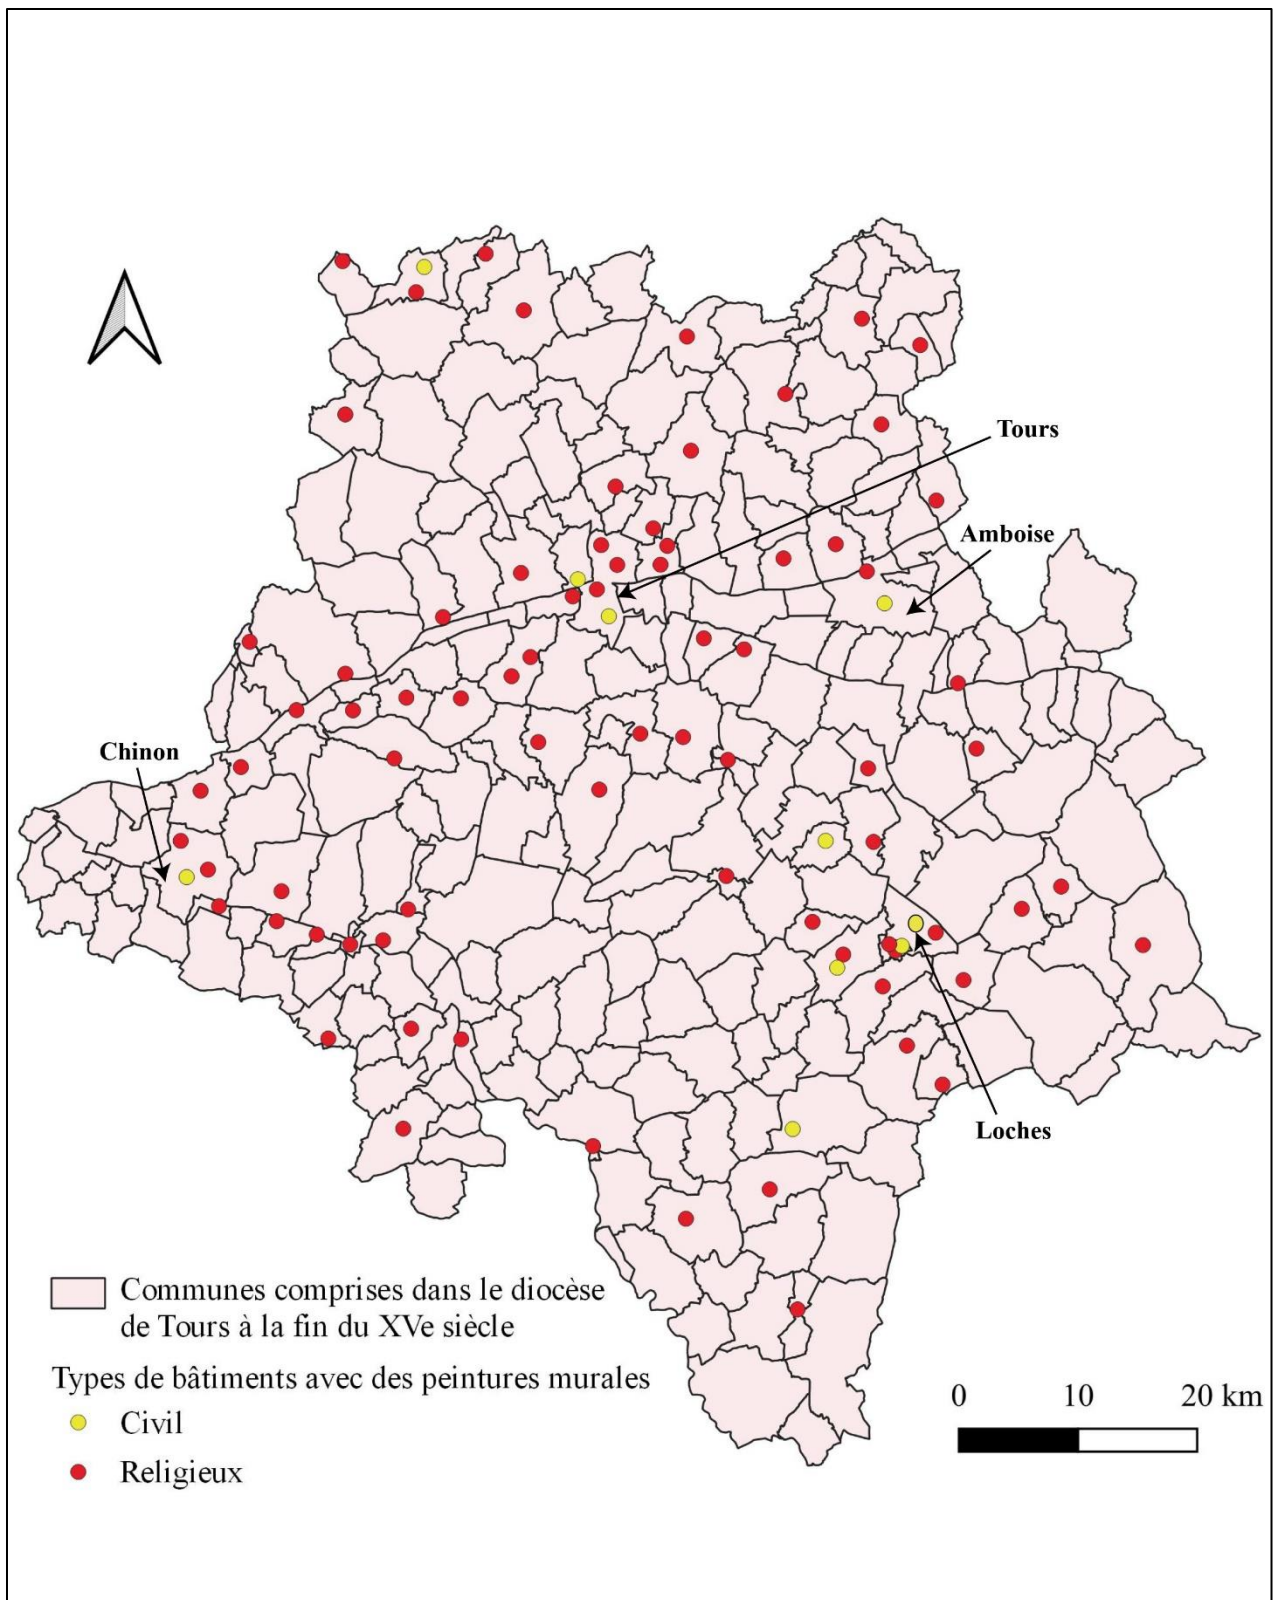 Tours
Amboise
Chinon
Loches
Communes comprises dans le diocèse
de Tours à la fin du XVe siècle
Types de bâtiments avec des peintures murales
Civil
Religieux
0 10 20 km